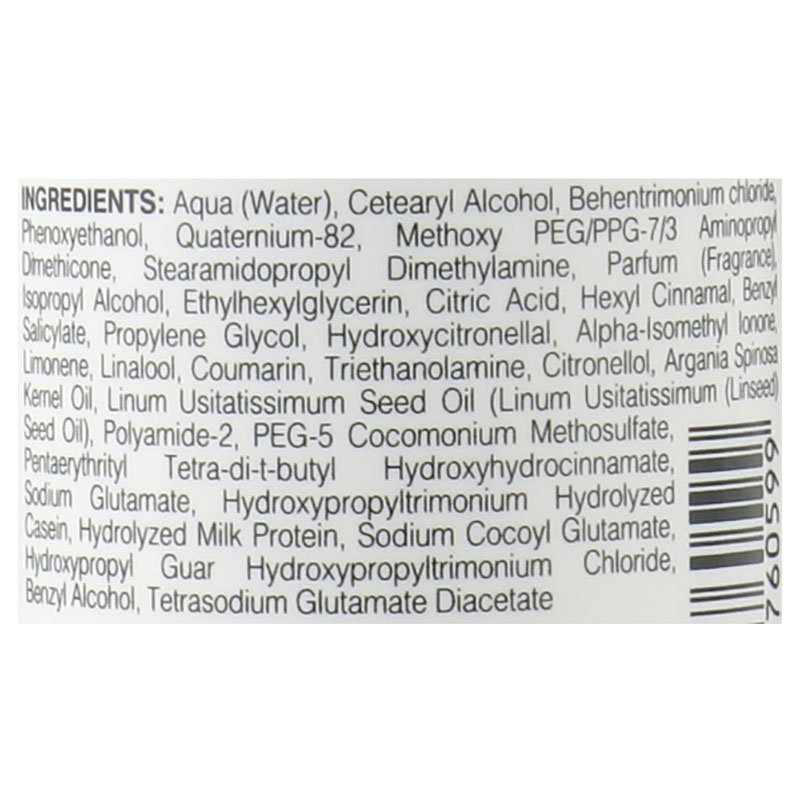 INGREDIENTS: Aqua (Water), Cetearyl Alcohol, Behentrimonium chloride,
Phenoxyethanol, Quaternium-82, Methoxy PEG/PPG-7/3 Aminopropyl
Dimethicone, Stearamidopropyl Dimethylamine, Parfum (Fragrance),
Isopropyl Alcohol, Ethylhexylglycerin, Citric Acid, Hexyl Cinnamal, Benzyl
Salicylate, Propylene Glycol, Hydroxycitronellal, Alpha-Isomethyl Ionone,
Limonene, Linalool, Coumarin, Triethanolamine, Citronellol, Argania Spinosa
Kernel Oil, Linum Usitatissimum Seed Oil (Linum Usitatissimum (Linseed)
Seed Oil), Polyamide-2, PEG-5 Cocomonium Methosulfate,
Pentaerythrityl Tetra-di-t-butyl Hydroxyhydrocinnamate,
Sodium Glutamate, Hydroxypropyltrimonium Hydrolyzed
Casein, Hydrolyzed Milk Protein, Sodium Cocoyl Glutamate,
Hydroxypropyl Guar Hydroxypropyltrimonium Chloride,
Benzyl Alcohol, Tetrasodium Glutamate Diacetate